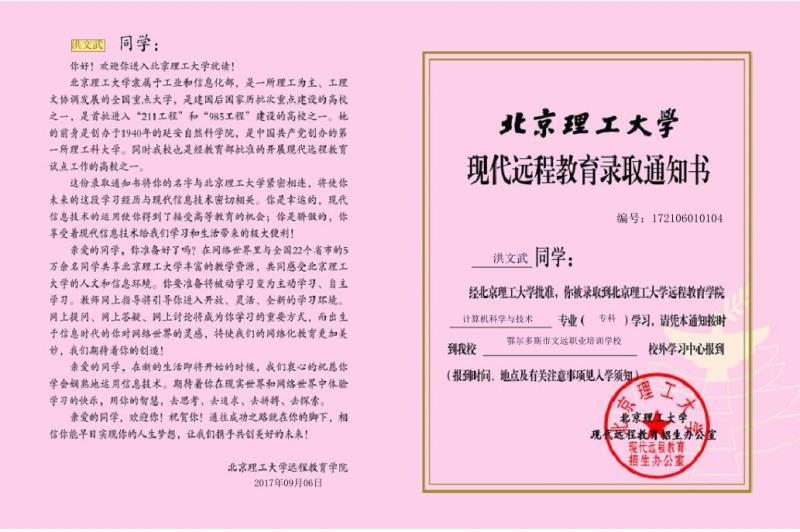 洪文武 同学：
你好！欢迎你进入北京理工大学就读！
北京理工大学隶属于工业和信息化部，是一所理工为主、工理
文协调发展的全国重点大学，是建国后国家历批次重点建设的高校
之一，是首批进入“211工程”和“985工程”建设的高校之一。她
的前身是创办于1940年的延安自然科学院，是中国共产党创办的第
一所理工科大学。同时我校也是经教育部批准的开展现代远程教育
试点工作的高校之一。
这份录取通知书将你的名字与北京理工大学紧密相连，将使你
未来的这段学习经历与现代信息技术密切相关。你是幸运的，现代
信息技术的运用使你得到了接受高等教育的机会；你是骄傲的，你
享受着现代信息技术给我们学习和生活带来的极大便利！
亲爱的同学，你准备好了吗？在网络世界里与全国22个省市的5
万余名同学共享北京理工大学丰富的教学资源，共同感受北京理工大
学的人文和信息环境。你要准备将被动学习变为主动学习、自主
学习。教师网上指导将引导你进入开放、灵活、全新的学习环境。
网上提问、网上答疑、网上讨论将成为你学习的重要方式，而出生
于信息时代的你对网络世界的灵感，将使我们的网络化教育更加美
妙，我们期待着你的创造！
亲爱的同学，在新的生活即将开始的时候，我们衷心的祝愿你
学会娴熟地运用信息技术。期待着你在现实世界和网络世界中体验
学习的快乐，用你的智慧，去思考、去追求、去拼搏、去探索。
亲爱的同学，欢迎你！祝贺你！通往成功之路就在你的脚下，相
信你能早日实现你的人生梦想，让我们携手共创美好的未来！
北京理工大学远程教育学院
2017年09月06日
北京理工大学
现代远程教育录取通知书
编号：172106010104
洪文武 同学：
经北京理工大学批准，你被录取到北京理工大学远程教育学院
计算机科学与技术 专业（ 专科 ）学习，请凭本通知按时
到我校 鄂尔多斯市文远职业培训学校 校外学习中心报到
（报到时间、地点及有关注意事项见入学须知）
北京理工大学
现代远程教育招生办公室
北京理工大学
现代远程教育
招生办公室